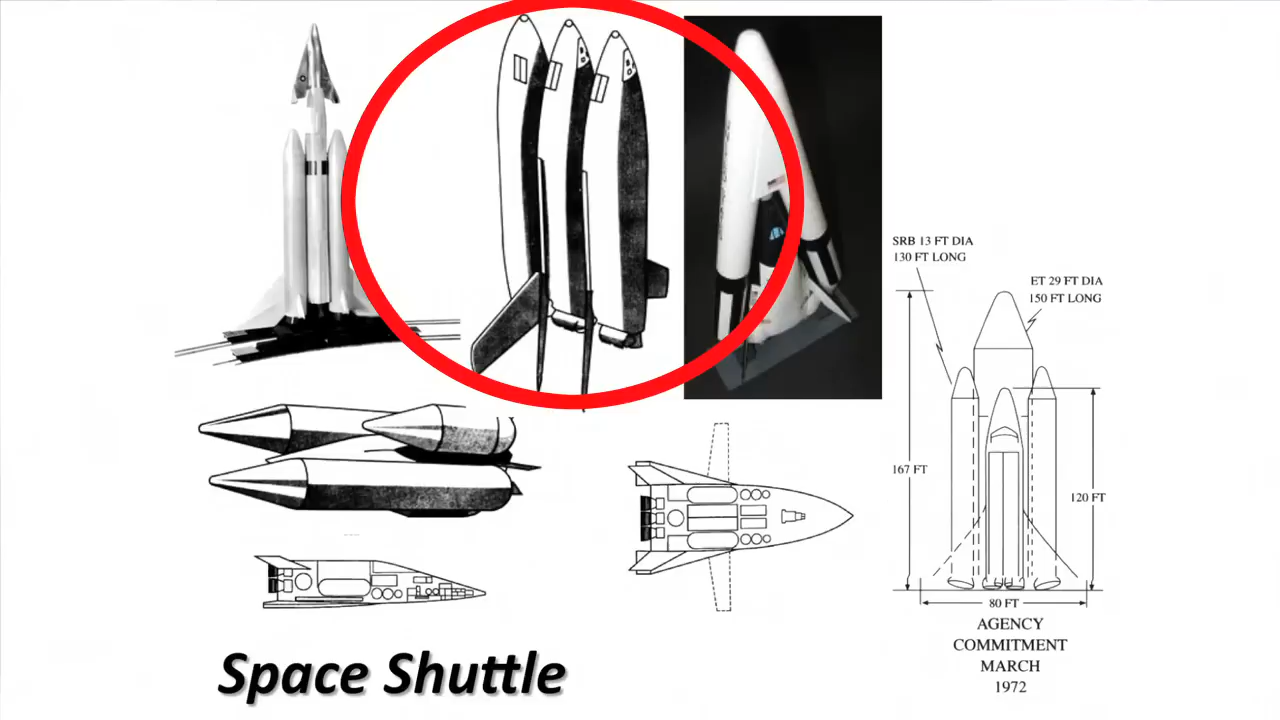 SRB 13 FT DIA
130 FT LONG
ET 29 FT DIA
150 FT LONG
167 FT
120 FT
80 FT
AGENCY
COMMITMENT
MARCH
1972
Space Shuttle